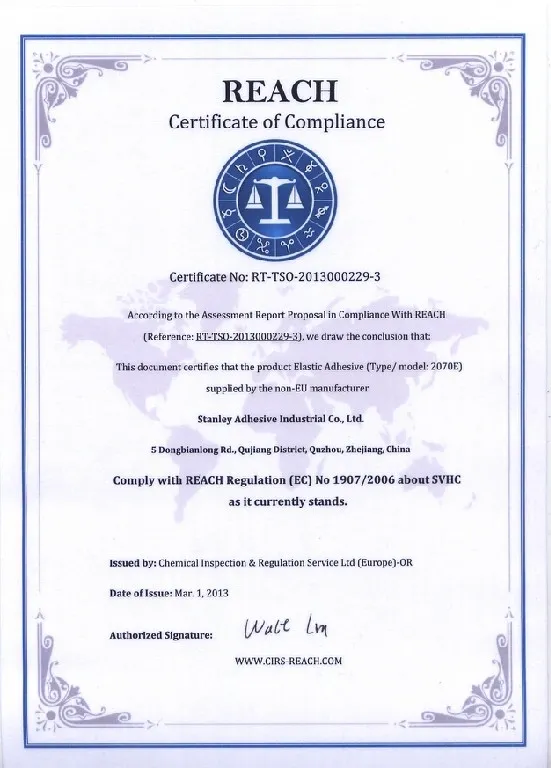 REACH
Certificate of Compliance
Certificate No: RT-TSO-2013000229-3
According to the Assessment Report Proposal in Compliance With REACH
(Reference: RT-TSO-2013000229-3), we draw the conclusion that:
This document certifies that the product Elastic Adhesive (Type/ model: 2070E)
supplied by the non-EU manufacturer
Stanley Adhesive Industrial Co., Ltd.
5 Dongbianlong Rd., Qujiang District, Quzhou, Zhejiang, China
Comply with REACH Regulation (EC) No 1907/2006 about SVHC
as it currently stands.
Issued by: Chemical Inspection & Regulation Service Ltd (Europe)-OR
Date of Issue: Mar. 1, 2013
Authorized Signature:
WWW.CIRS-REACH.COM